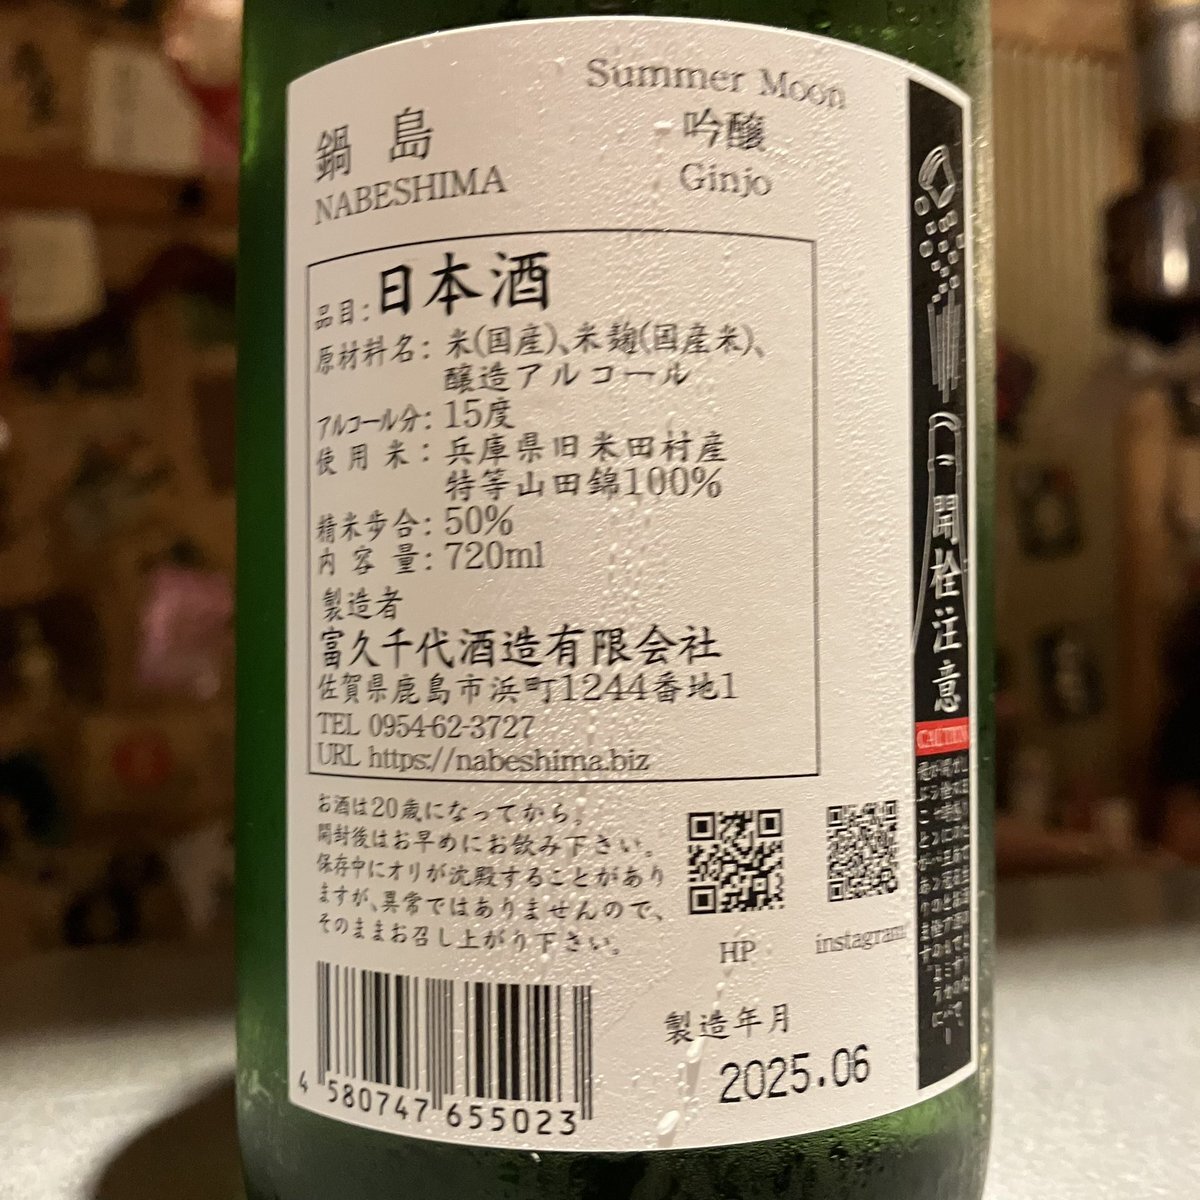 Summer Moon
吟醸
Ginjo
鍋島
NABESHIMA
品目：日本酒
原材料名：米(国産)、米麹(国産米)、
醸造アルコール
アルコール分：15度
使用米：兵庫県旧米田村産
特等山田錦100%
精米歩合：50%
内容量：720ml
製造者
富久千代酒造有限会社
佐賀県鹿島市浜町1244番地1
TEL 0954-62-3727
URL https://nabeshima.biz
お酒は20歳になってから。
開封後はお早めにお飲み下さい。
保存中にオリが沈殿することがあり
ますが、異常ではありませんので、
そのままお召し上がり下さい。
HP
instagram
製造年月
2025.06
4 580747 655023
開栓注意
CAUTION